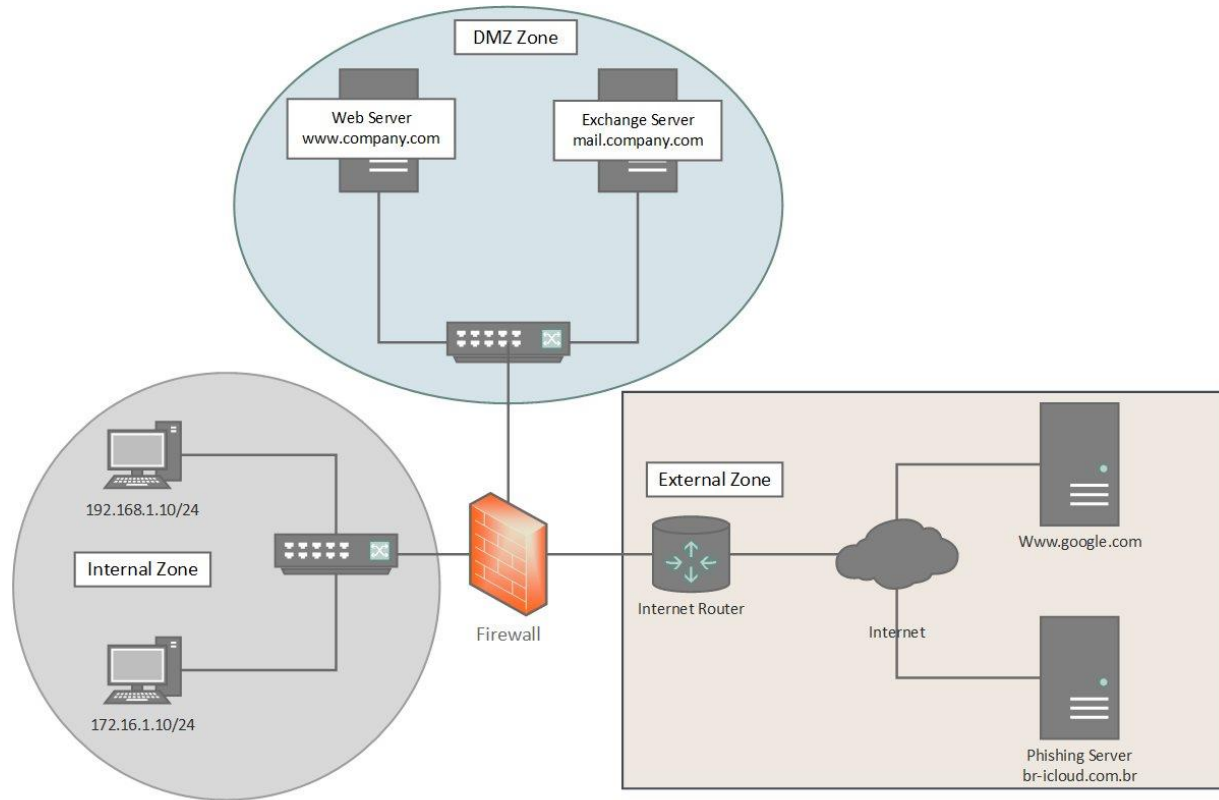 DMZ Zone
Web Server
www.company.com
Exchange Server
mail.company.com
192.168.1.10/24
Internal Zone
172.16.1.10/24
Firewall
External Zone
Internet Router
Internet
Www.google.com
Phishing Server
br-icloud.com.br